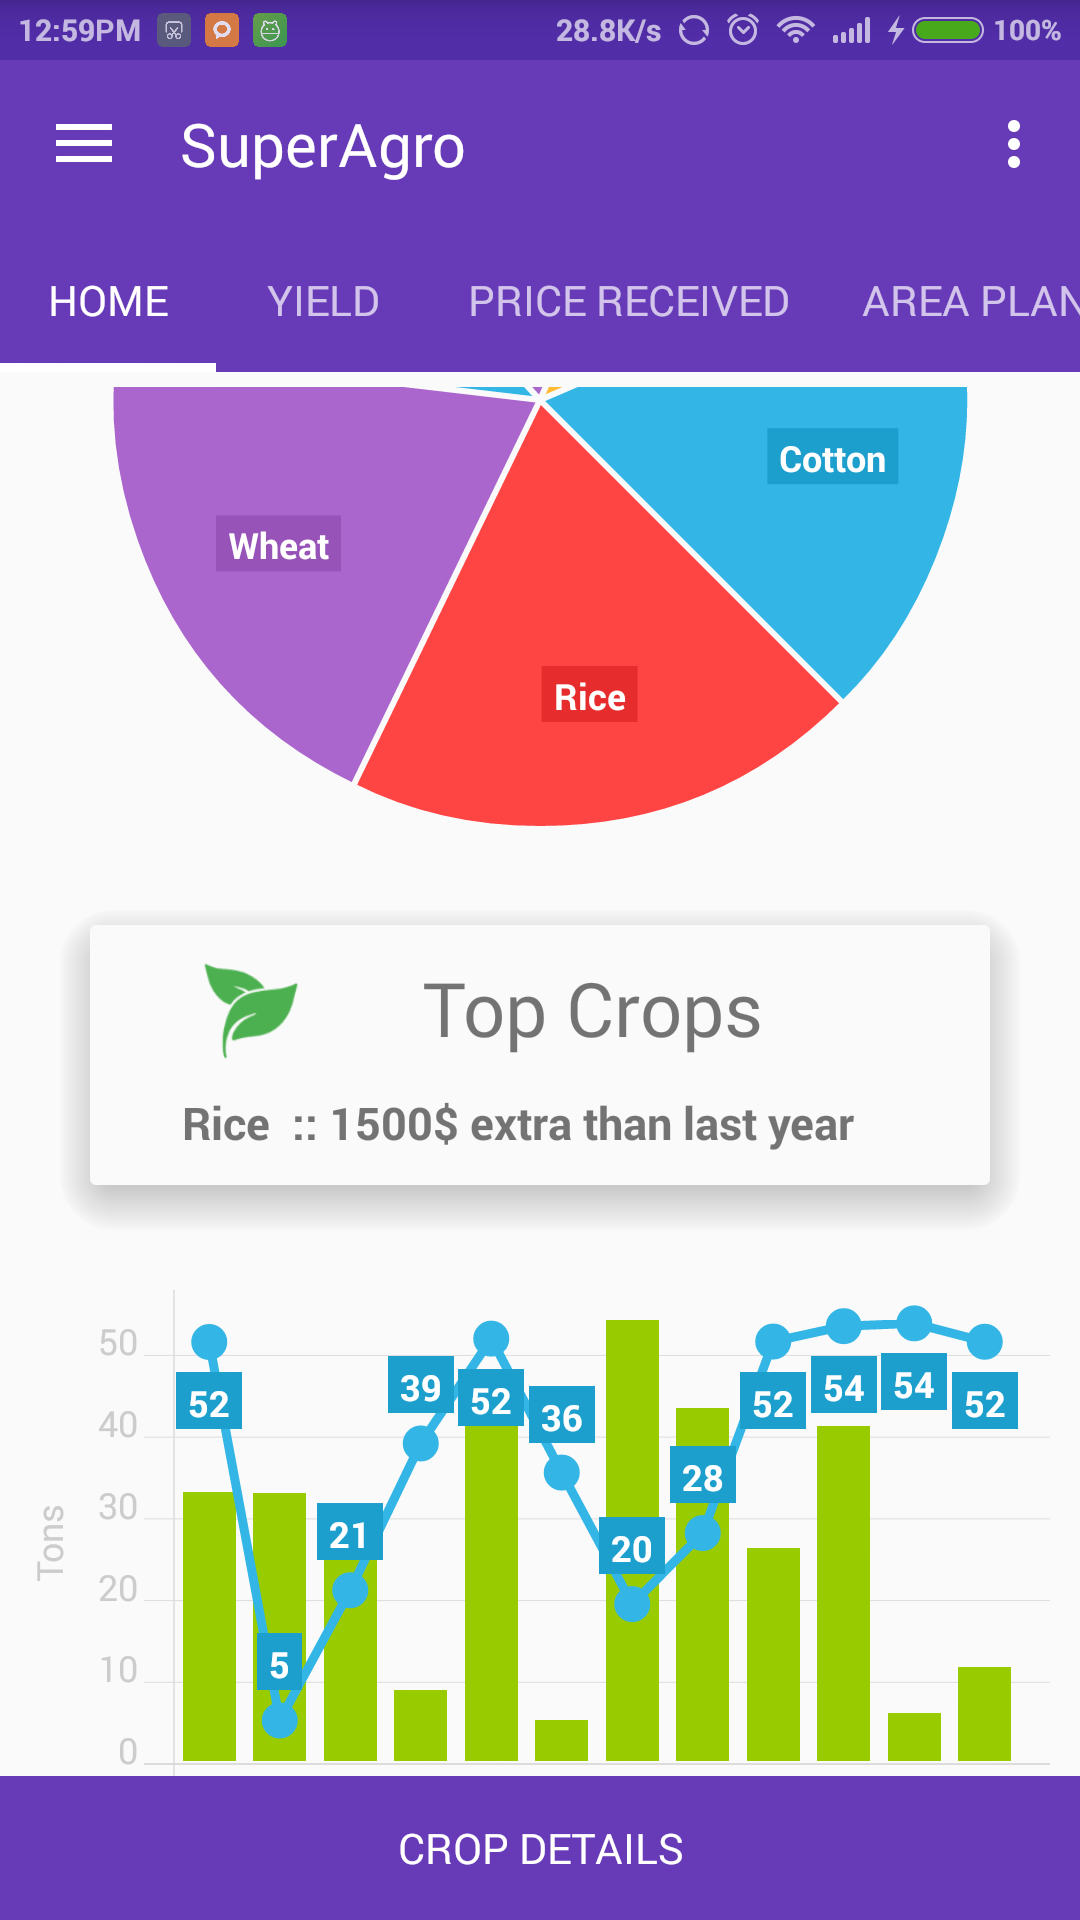 12:59PM 28.8K/s 100%
SuperAgro
HOME YIELD PRICE RECEIVED AREA PLAN
Cotton
Wheat
Rice
Top Crops
Rice :: 1500$ extra than last year
50
40
30
20
10
0
Tons
52 5 21 39 52 36 20 28 52 54 54 52
CROP DETAILS